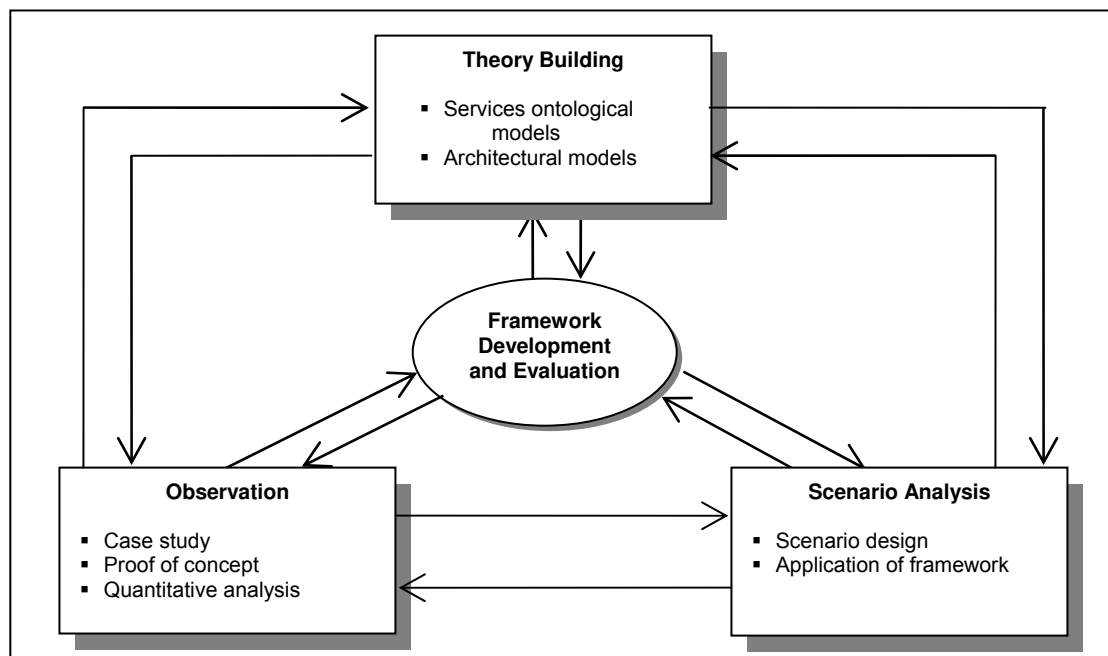 Theory Building
▪ Services ontological
models
▪ Architectural models
Framework
Development
and Evaluation
Observation
▪ Case study
▪ Proof of concept
▪ Quantitative analysis
Scenario Analysis
▪ Scenario design
▪ Application of framework